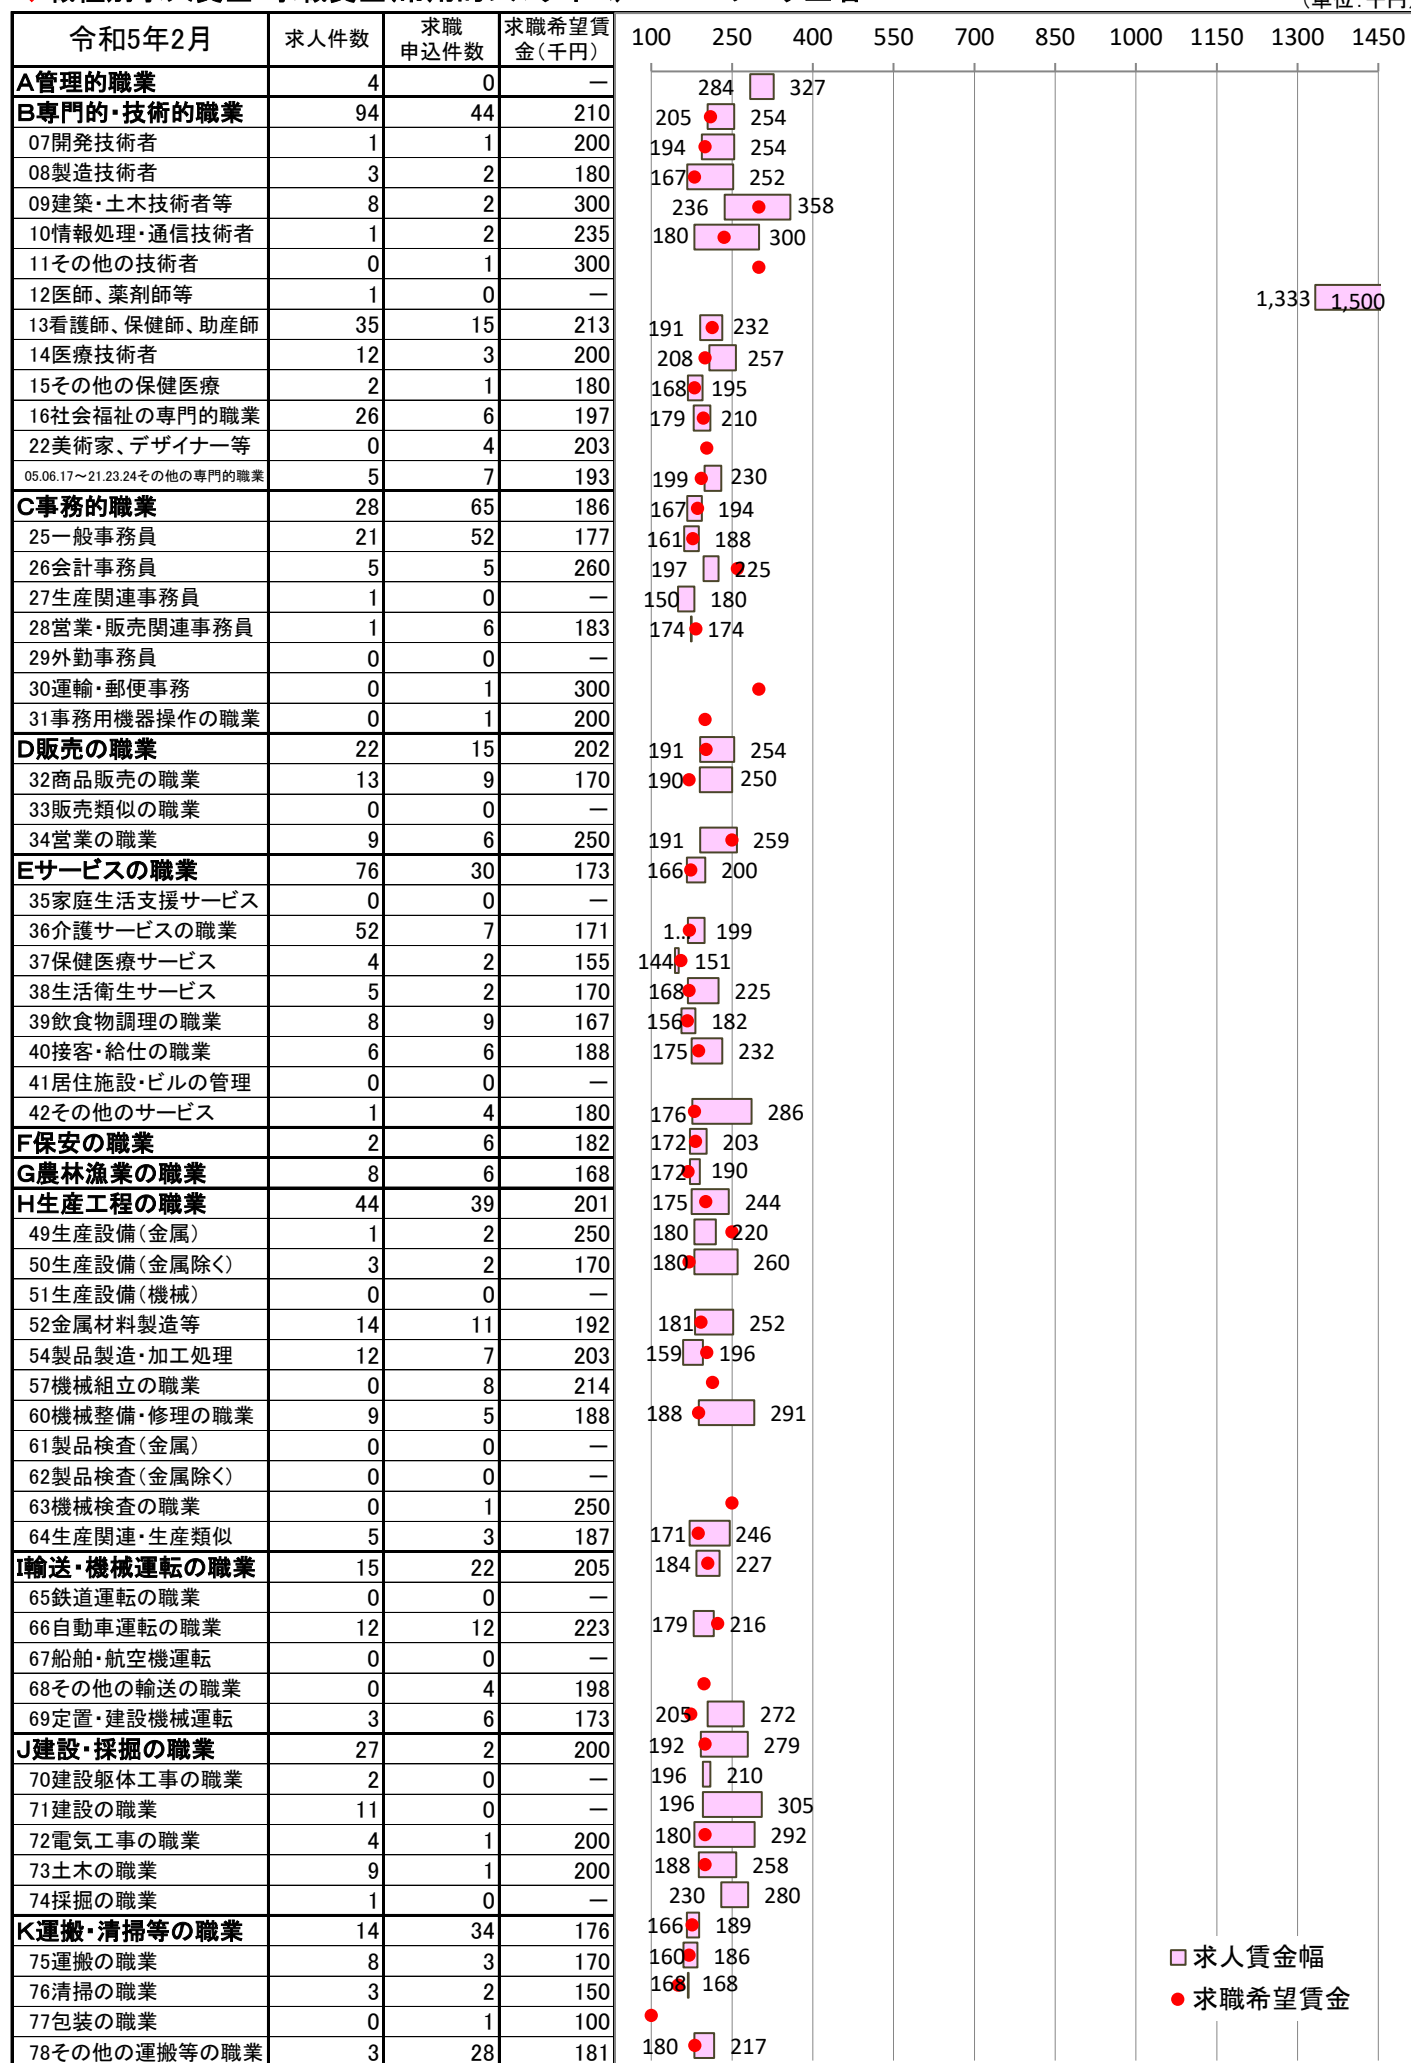 令和5年2月 求人件数 求職申込件数 求職希望賃金(千円) 100 250 400 550 700 850 1000 1150 1300 1450
A管理的職業 4 0 ― 284 327
B専門的・技術的職業 94 44 210 205 254
07開発技術者 1 1 200 194 254
08製造技術者 3 2 180 167 252
09建築・土木技術者等 8 2 300 236 358
10情報処理・通信技術者 1 2 235 180 300
11その他の技術者 0 1 300
12医師、薬剤師等 1 0 ― 1,333 1,500
13看護師、保健師、助産師 35 15 213 191 232
14医療技術者 12 3 200 208 257
15その他の保健医療 2 1 180 168 195
16社会福祉の専門的職業 26 6 197 179 210
22美術家、デザイナー等 0 4 203
05.06.17～21.23.24その他の専門的職業 5 7 193 199 230
C事務的職業 28 65 186 167 194
25一般事務員 21 52 177 161 188
26会計事務員 5 5 260 197 225
27生産関連事務員 1 0 ― 150 180
28営業・販売関連事務員 1 6 183 174 174
29外勤事務員 0 0 ―
30運輸・郵便事務 0 1 300
31事務用機器操作の職業 0 1 200
D販売の職業 22 15 202 191 254
32商品販売の職業 13 9 170 190 250
33販売類似の職業 0 0 ―
34営業の職業 9 6 250 191 259
Eサービスの職業 76 30 173 166 200
35家庭生活支援サービス 0 0 ―
36介護サービスの職業 52 7 171 1… 199
37保健医療サービス 4 2 155 144 151
38生活衛生サービス 5 2 170 168 225
39飲食物調理の職業 8 9 167 156 182
40接客・給仕の職業 6 6 188 175 232
41居住施設・ビルの管理 0 0 ―
42その他のサービス 1 4 180 176 286
F保安の職業 2 6 182 172 203
G農林漁業の職業 8 6 168 172 190
H生産工程の職業 44 39 201 175 244
49生産設備（金属） 1 2 250 180 220
50生産設備（金属除く） 3 2 170 180 260
51生産設備（機械） 0 0 ―
52金属材料製造等 14 11 192 181 252
54製品製造・加工処理 12 7 203 159 196
57機械組立の職業 0 8 214
60機械整備・修理の職業 9 5 188 188 291
61製品検査（金属） 0 0 ―
62製品検査（金属除く） 0 0 ―
63機械検査の職業 0 1 250
64生産関連・生産類似 5 3 187 171 246
I輸送・機械運転の職業 15 22 205 184 227
65鉄道運転の職業 0 0 ―
66自動車運転の職業 12 12 223 179 216
67船舶・航空機運転 0 0 ―
68その他の輸送の職業 0 4 198
69定置・建設機械運転 3 6 173 205 272
J建設・採掘の職業 27 2 200 192 279
70建設躯体工事の職業 2 0 ― 196 210
71建設の職業 11 0 ― 196 305
72電気工事の職業 4 1 200 180 292
73土木の職業 9 1 200 188 258
74採掘の職業 1 0 ― 230 280
K運搬・清掃等の職業 14 34 176 166 189
75運搬の職業 8 3 170 160 186
76清掃の職業 3 2 150 168 168
77包装の職業 0 1 100
78その他の運搬等の職業 3 28 181 180 217
求人賃金幅
求職希望賃金